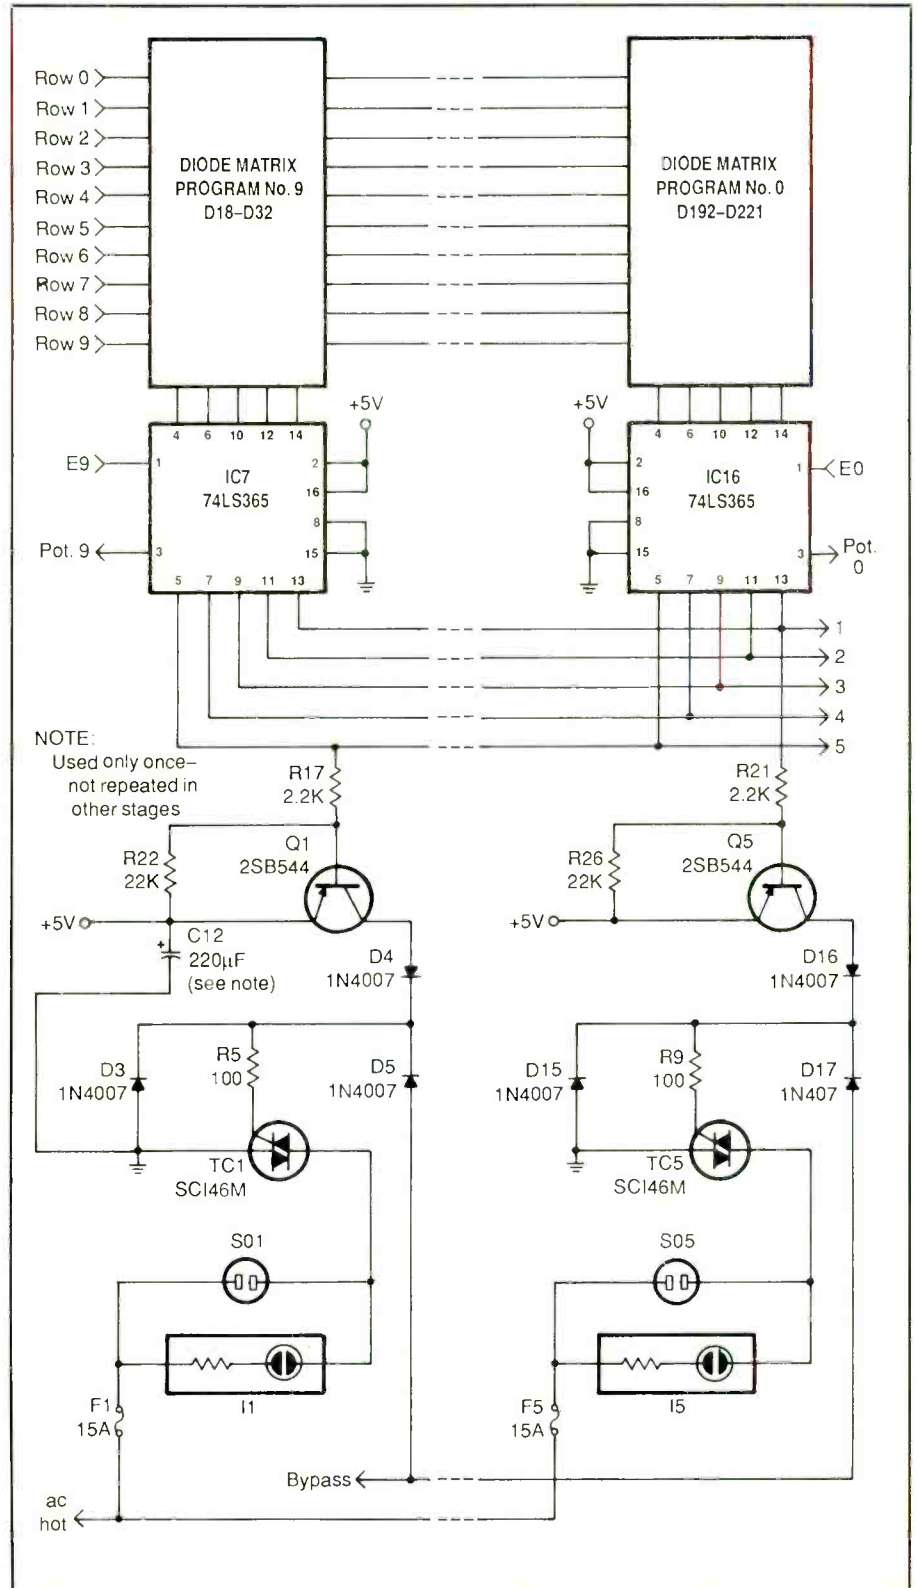 Row 0
Row 1
Row 2
Row 3
Row 4
Row 5
Row 6
Row 7
Row 8
Row 9
DIODE MATRIX
PROGRAM No. 9
D18–D32
DIODE MATRIX
PROGRAM No. 0
D192–D221
4 6 10 12 14
+5V
+5V
4 6 10 12 14
E9
1
IC7
74LS365
2
16
8
15
Pot. 9
3
5 7 9 11 13
2
16
8
15
IC16
74LS365
1
E0
3
Pot.
0
5 7 9 11 13
1
2
3
4
5
NOTE:
Used only once–
not repeated in
other stages
R17
2.2K
R21
2.2K
R22
22K
Q1
2SB544
R26
22K
Q5
2SB544
+5V
+
C12
220µF
(see note)
D4
1N4007
+5V
D16
1N4007
D3
1N4007
R5
100
D5
1N4007
D15
1N4007
R9
100
D17
1N407
TC1
SCI46M
TC5
SCI46M
S01
S05
F1
15A
I1
F5
15A
I5
Bypass
ac
hot